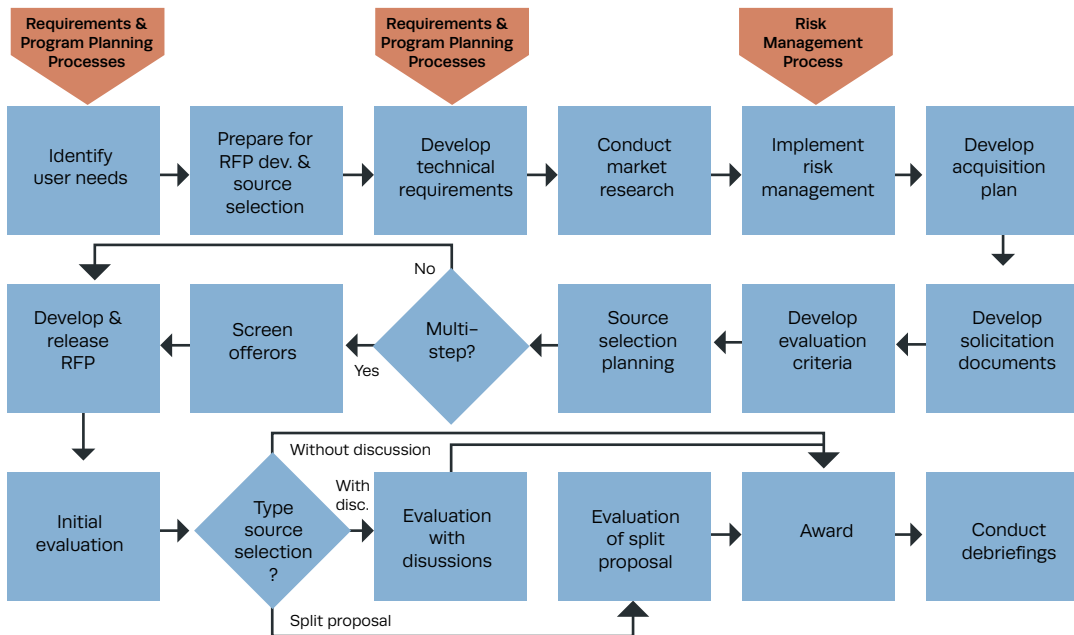 Requirements &
Program Planning
Processes
Requirements &
Program Planning
Processes
Risk
Management
Process
Identify
user needs
Prepare for
RFP dev. &
source
selection
Develop
technical
requirements
Conduct
market
research
Implement
risk
management
Develop
acquisition
plan
No
Develop &
release
RFP
Screen
offerors
Yes
Multi-
step?
Source
selection
planning
Develop
evaluation
criteria
Develop
solicitation
documents
Without discussion
With
disc.
Initial
evaluation
Type
source
selection
?
Evaluation
with
disussions
Evaluation
of split
proposal
Award
Conduct
debriefings
Split proposal